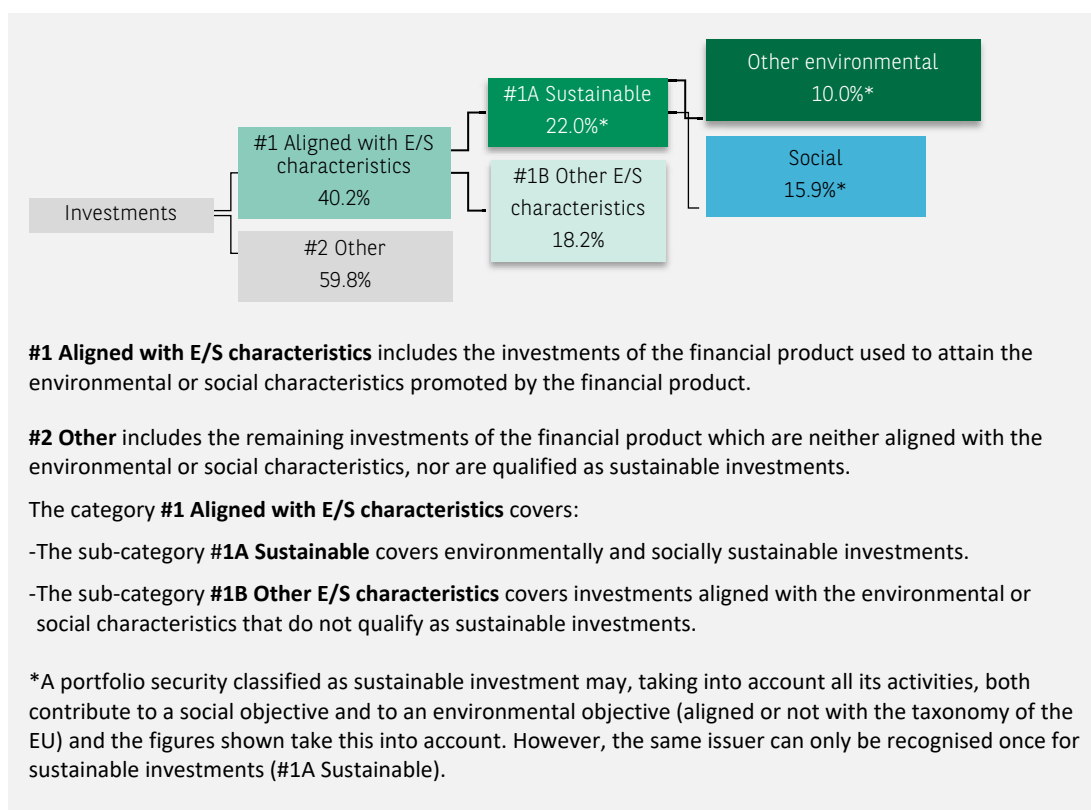 Investments
#1 Aligned with E/S
characteristics
40.2%
#2 Other
59.8%
#1A Sustainable
22.0%*
#1B Other E/S
characteristics
18.2%
Other environmental
10.0%*
Social
15.9%*
#1 Aligned with E/S characteristics includes the investments of the financial product used to attain the
environmental or social characteristics promoted by the financial product.
#2 Other includes the remaining investments of the financial product which are neither aligned with the
environmental or social characteristics, nor are qualified as sustainable investments.
The category #1 Aligned with E/S characteristics covers:
-The sub-category #1A Sustainable covers environmentally and socially sustainable investments.
-The sub-category #1B Other E/S characteristics covers investments aligned with the environmental or
social characteristics that do not qualify as sustainable investments.
*A portfolio security classified as sustainable investment may, taking into account all its activities, both
contribute to a social objective and to an environmental objective (aligned or not with the taxonomy of the
EU) and the figures shown take this into account. However, the same issuer can only be recognised once for
sustainable investments (#1A Sustainable).